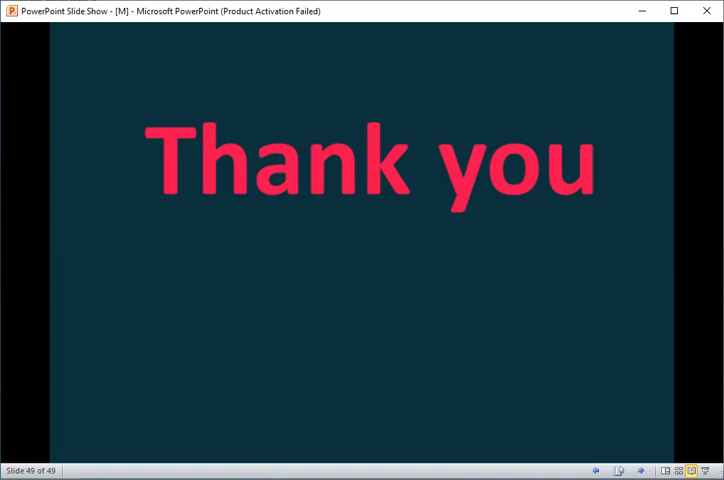 PowerPoint Slide Show - [M] - Microsoft PowerPoint (Product Activation Failed)
Thank you
Slide 49 of 49